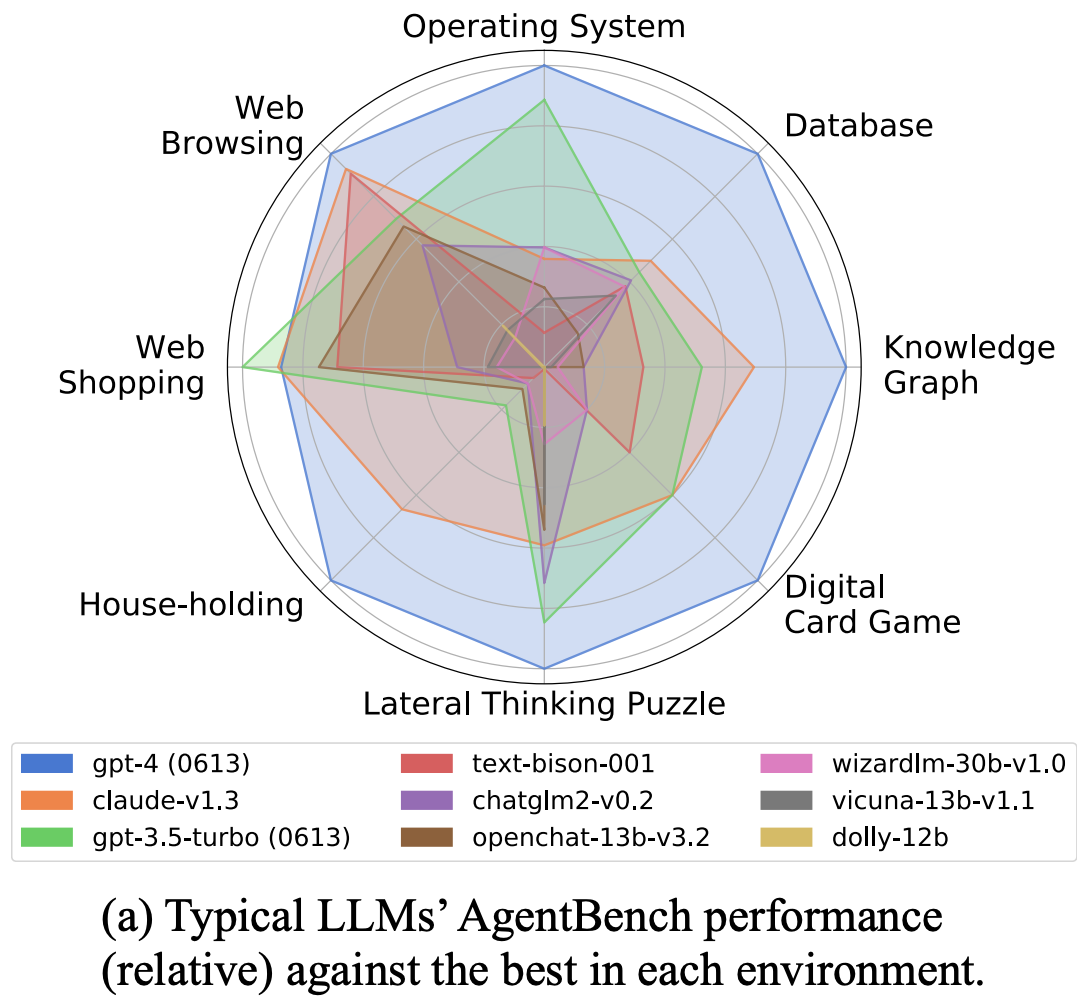 Operating System
Web
Browsing
Database
Web
Shopping
Knowledge
Graph
House-holding
Digital
Card Game
Lateral Thinking Puzzle
gpt-4 (0613)
claude-v1.3
gpt-3.5-turbo (0613)
text-bison-001
chatglm2-v0.2
openchat-13b-v3.2
wizardlm-30b-v1.0
vicuna-13b-v1.1
dolly-12b
(a) Typical LLMs’ AgentBench performance
(relative) against the best in each environment.